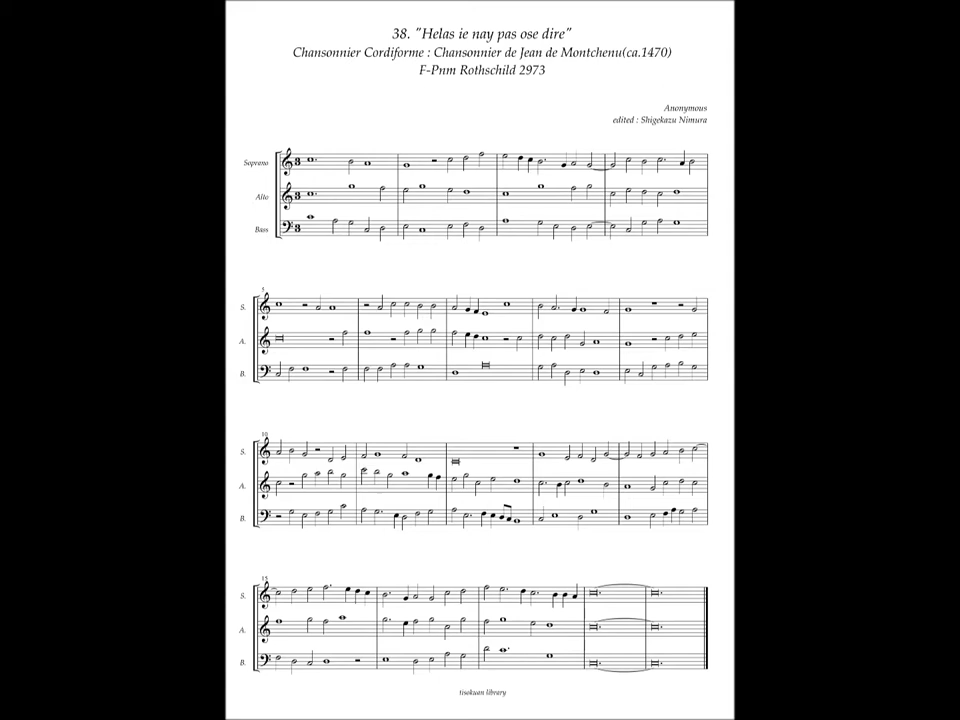 38. "Helas ie nay pas ose dire"
Chansonnier Cordiforme : Chansonnier de Jean de Montchenu(ca.1470)
F-Pnm Rothschild 2973
Anonymous
edited : Shigekazu Nimura
Soprano
Alto
Bass
5
S.
A.
B.
10
S.
A.
B.
15
S.
A.
B.
tisokuan library